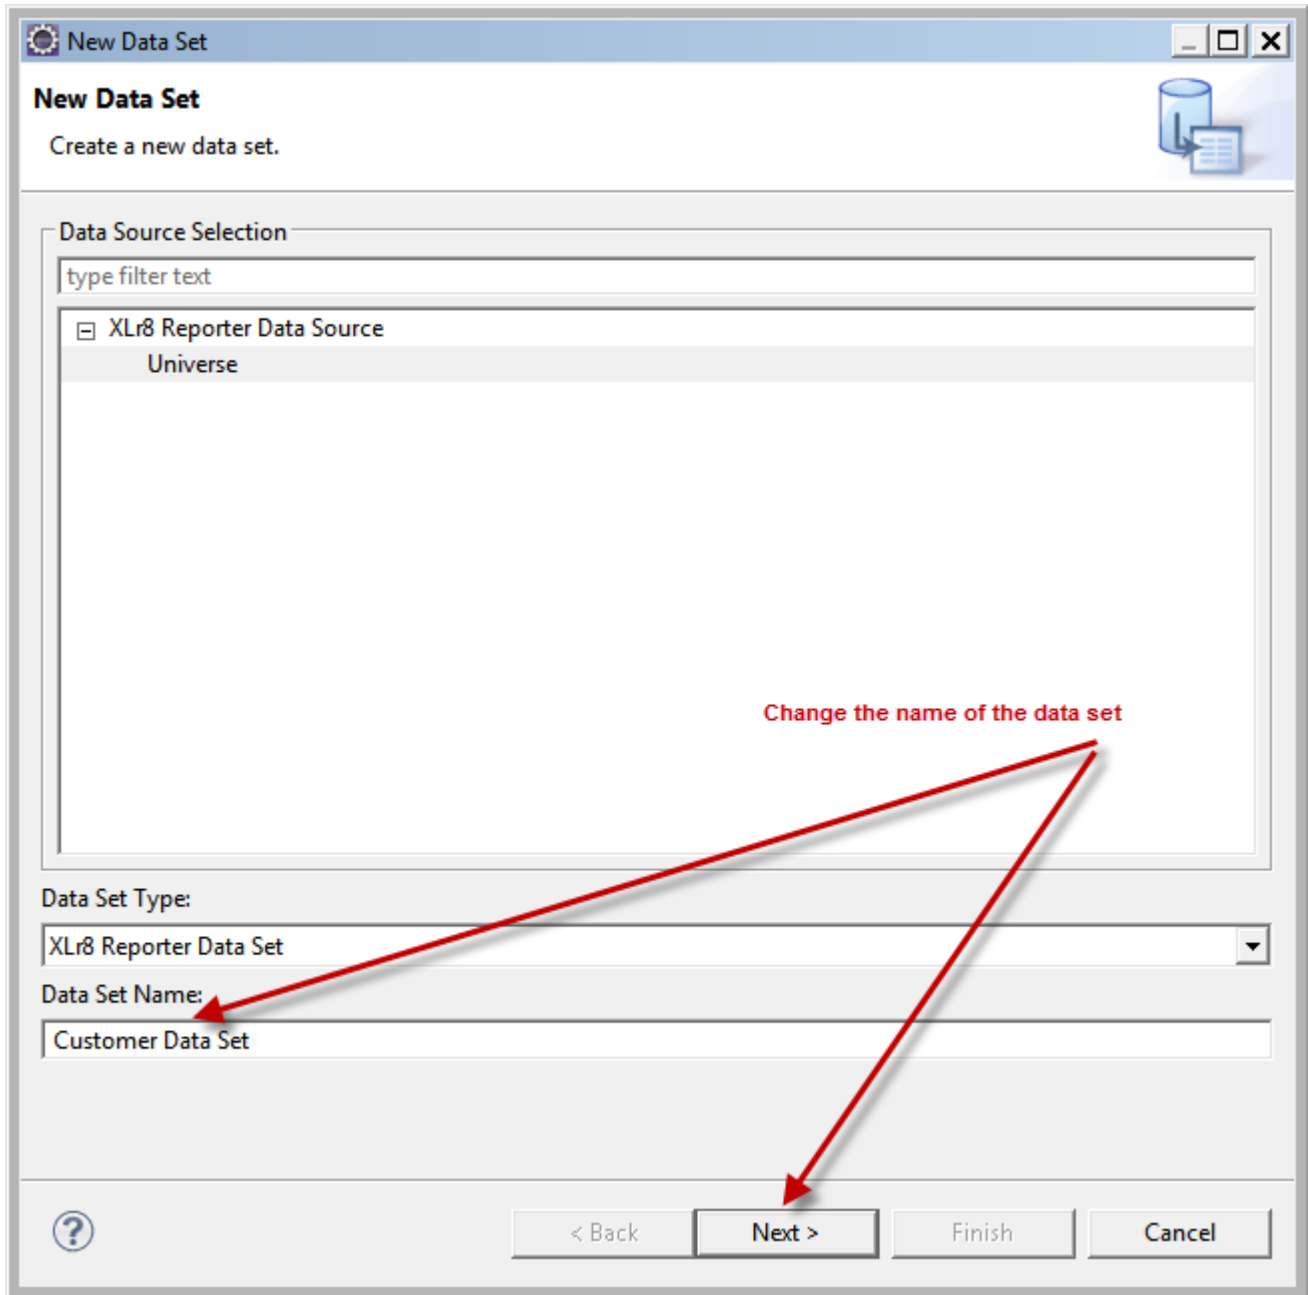 New Data Set
New Data Set
Create a new data set.
Data Source Selection
type filter text
XLr8 Reporter Data Source
Universe
Change the name of the data set
Data Set Type:
XLr8 Reporter Data Set
Data Set Name:
Customer Data Set
? < Back Next > Finish Cancel